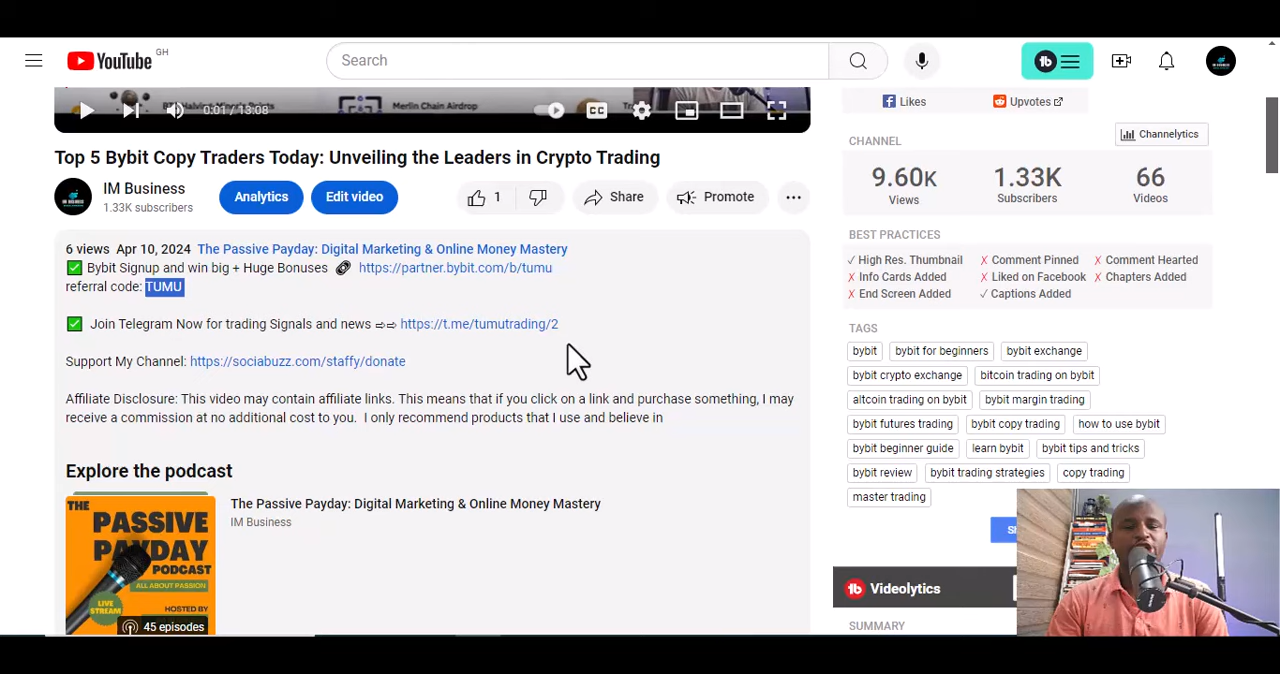 YouTube GH
Search
Merlin Chain Airdrop
0:01 / 13:08
CC
Top 5 Bybit Copy Traders Today: Unveiling the Leaders in Crypto Trading
IM Business
1.33K subscribers
Analytics
Edit video
1
Share
Promote
6 views Apr 10, 2024 The Passive Payday: Digital Marketing & Online Money Mastery
✅ Bybit Signup and win big + Huge Bonuses 🔗 https://partner.bybit.com/b/tumu
referral code: TUMU
✅ Join Telegram Now for trading Signals and news ⇨⇨ https://t.me/tumutrading/2
Support My Channel: https://sociabuzz.com/staffy/donate
Affiliate Disclosure: This video may contain affiliate links. This means that if you click on a link and purchase something, I may
receive a commission at no additional cost to you. I only recommend products that I use and believe in
Explore the podcast
THE
PASSIVE
PAYDAY
PODCAST
ALL ABOUT PASSION
LIVE
STREAM
HOSTED BY
45 episodes
The Passive Payday: Digital Marketing & Online Money Mastery
IM Business
Likes
Upvotes
CHANNEL
Channelytics
9.60K 1.33K 66
Views Subscribers Videos
BEST PRACTICES
✓ High Res. Thumbnail ✗ Comment Pinned ✗ Comment Hearted
✗ Info Cards Added ✗ Liked on Facebook ✗ Chapters Added
✗ End Screen Added ✓ Captions Added
TAGS
bybit bybit for beginners bybit exchange
bybit crypto exchange bitcoin trading on bybit
altcoin trading on bybit bybit margin trading
bybit futures trading bybit copy trading how to use bybit
bybit beginner guide learn bybit bybit tips and tricks
bybit review bybit trading strategies copy trading
master trading
Videolytics
SUMMARY